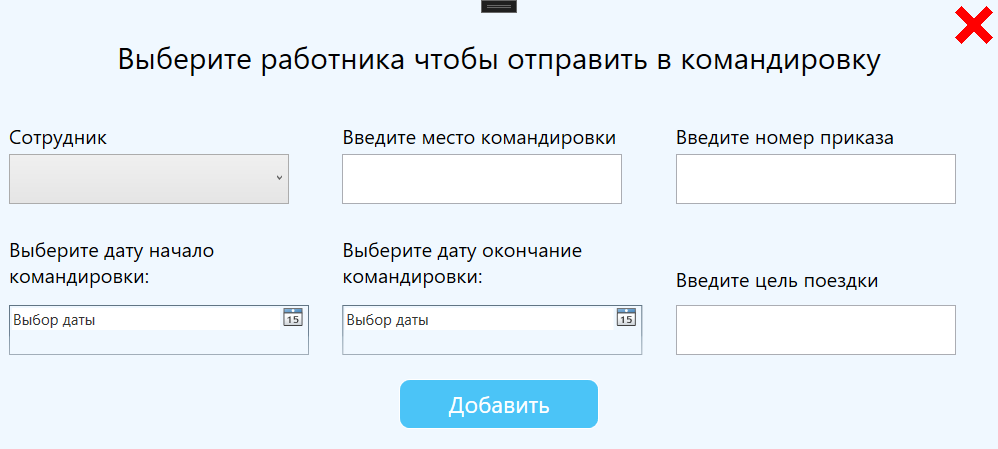 Выберите работника чтобы отправить в командировку
Сотрудник
Введите место командировки
Введите номер приказа
Выберите дату начало
командировки:
Выберите дату окончание
командировки:
Введите цель поездки
Выбор даты
15
Выбор даты
15
Добавить